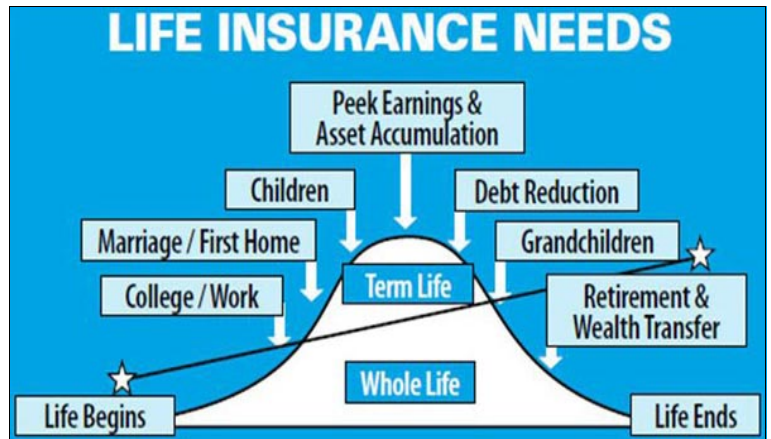 LIFE INSURANCE NEEDS
Peek Earnings &
Asset Accumulation
Children
Debt Reduction
Marriage / First Home
Grandchildren
College / Work
Term Life
Retirement &
Wealth Transfer
Whole Life
Life Begins
Life Ends